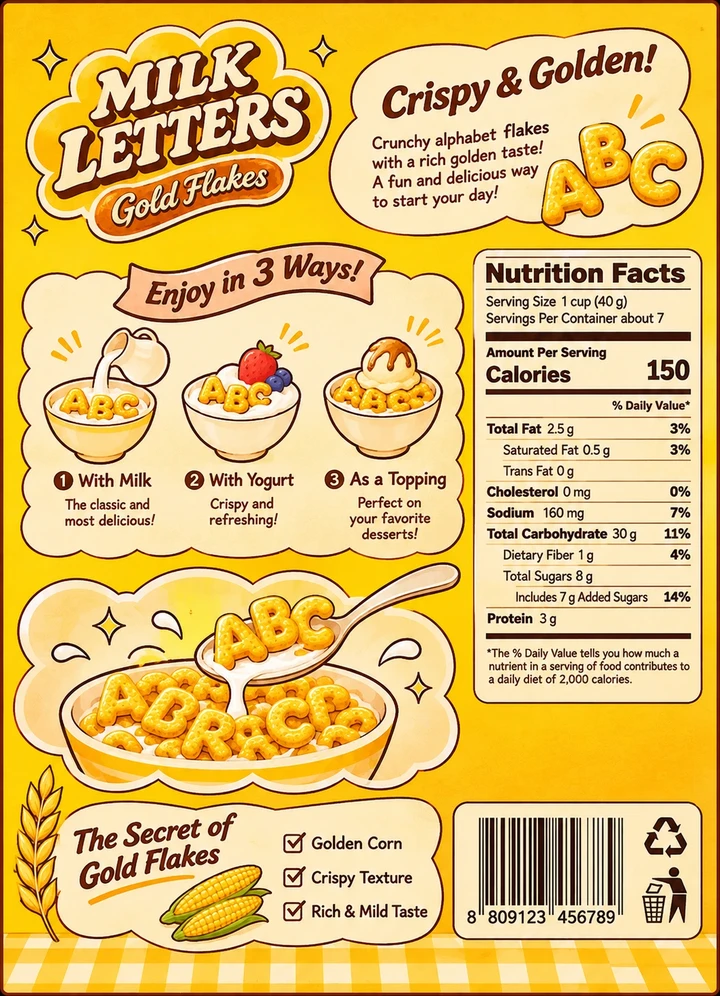 MILK
LETTERS
Gold Flakes
Crispy & Golden!
Crunchy alphabet flakes
with a rich golden taste!
A fun and delicious way
to start your day!
ABC
Enjoy in 3 Ways!
ABC
ABC
ABCC
1 With Milk
The classic and
most delicious!
2 With Yogurt
Crispy and
refreshing!
3 As a Topping
Perfect on
your favorite
desserts!
Nutrition Facts
Serving Size 1 cup (40 g)
Servings Per Container about 7
Amount Per Serving
Calories 150
% Daily Value*
Total Fat 2.5 g 3%
Saturated Fat 0.5 g 3%
Trans Fat 0 g
Cholesterol 0 mg 0%
Sodium 160 mg 7%
Total Carbohydrate 30 g 11%
Dietary Fiber 1 g 4%
Total Sugars 8 g
Includes 7 g Added Sugars 14%
Protein 3 g
*The % Daily Value tells you how much a
nutrient in a serving of food contributes to
a daily diet of 2,000 calories.
ABC
The Secret of
Gold Flakes
Golden Corn
Crispy Texture
Rich & Mild Taste
8 809123 456789